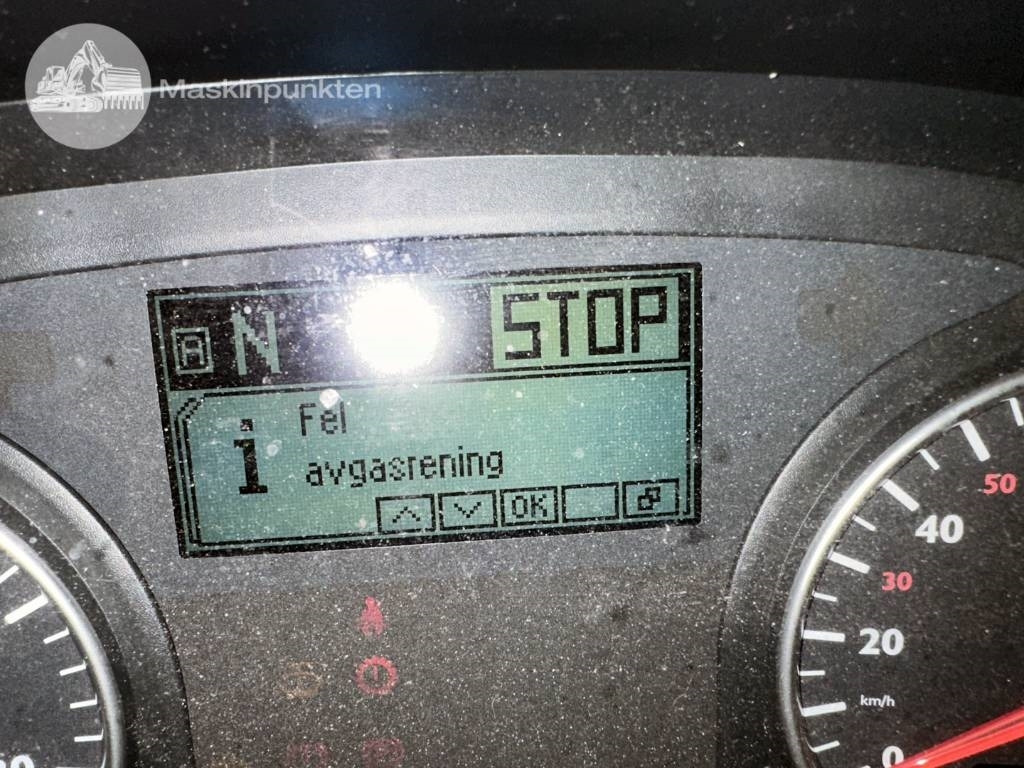 Maskinpunkten
A N STOP
i Fel
avgasrening
OK
50
40
30
20
km/h
0